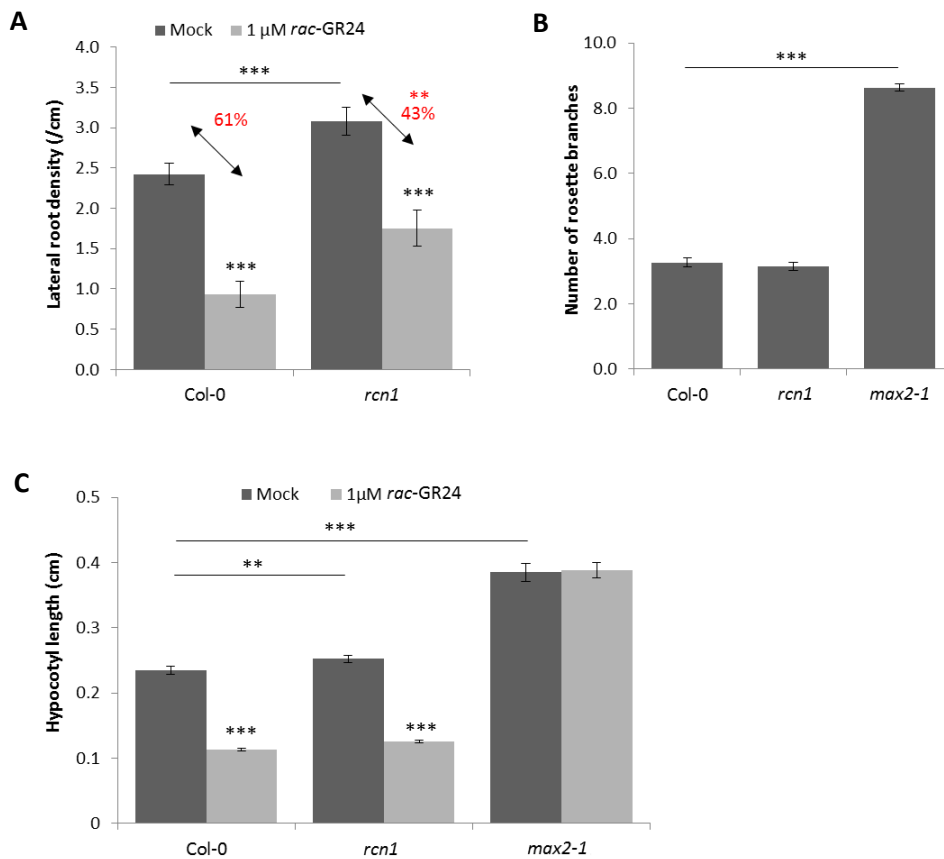 A
Mock 1 µM rac-GR24
Lateral root density (/cm)
4.0
3.5
3.0
2.5
2.0
1.5
1.0
0.5
0.0
***
61%
**
43%
***
***
Col-0 rcn1
B
Number of rosette branches
10.0
8.0
6.0
4.0
2.0
0.0
***
Col-0 rcn1 max2-1
C
Mock 1µM rac-GR24
Hypocotyl length (cm)
0.5
0.4
0.3
0.2
0.1
0
***
**
***
***
Col-0 rcn1 max2-1